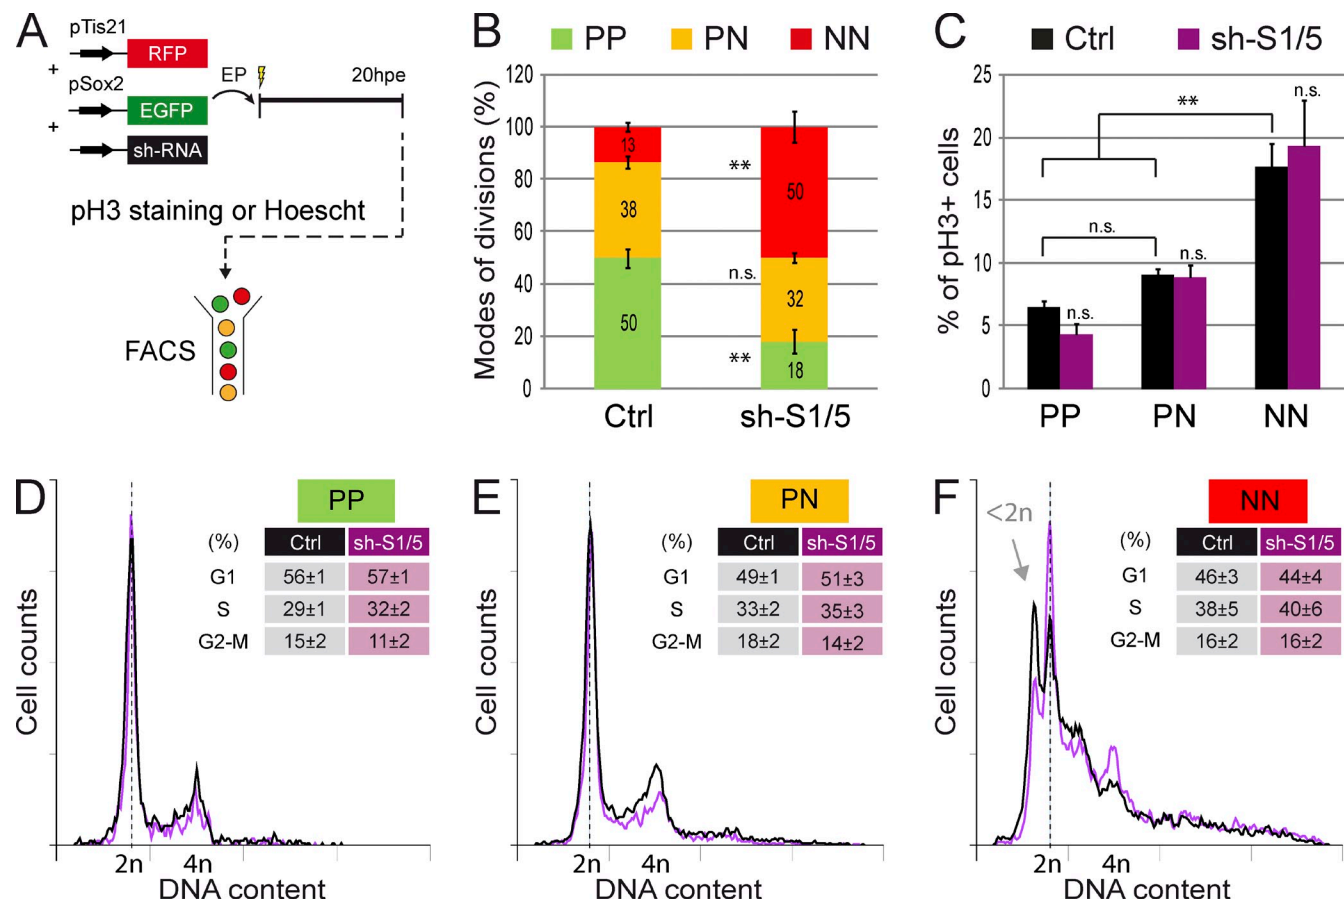 A
pTis21
RFP
+
pSox2
EGFP
+
sh-RNA
EP
20hpe
pH3 staining or Hoescht
FACS
B
PP PN NN
Modes of divisions (%)
120
100
80
60
40
20
0
13
38
50
**
n.s.
**
50
32
18
Ctrl sh-S1/5
C
Ctrl sh-S1/5
% of pH3+ cells
25
20
15
10
5
0
**
n.s.
n.s.
n.s.
n.s.
PP PN NN
D
PP
(%) Ctrl sh-S1/5
G1 56±1 57±1
S 29±1 32±2
G2-M 15±2 11±2
Cell counts
2n 4n
DNA content
E
PN
(%) Ctrl sh-S1/5
G1 49±1 51±3
S 33±2 35±3
G2-M 18±2 14±2
Cell counts
2n 4n
DNA content
F
<2n
NN
(%) Ctrl sh-S1/5
G1 46±3 44±4
S 38±5 40±6
G2-M 16±2 16±2
Cell counts
2n 4n
DNA content